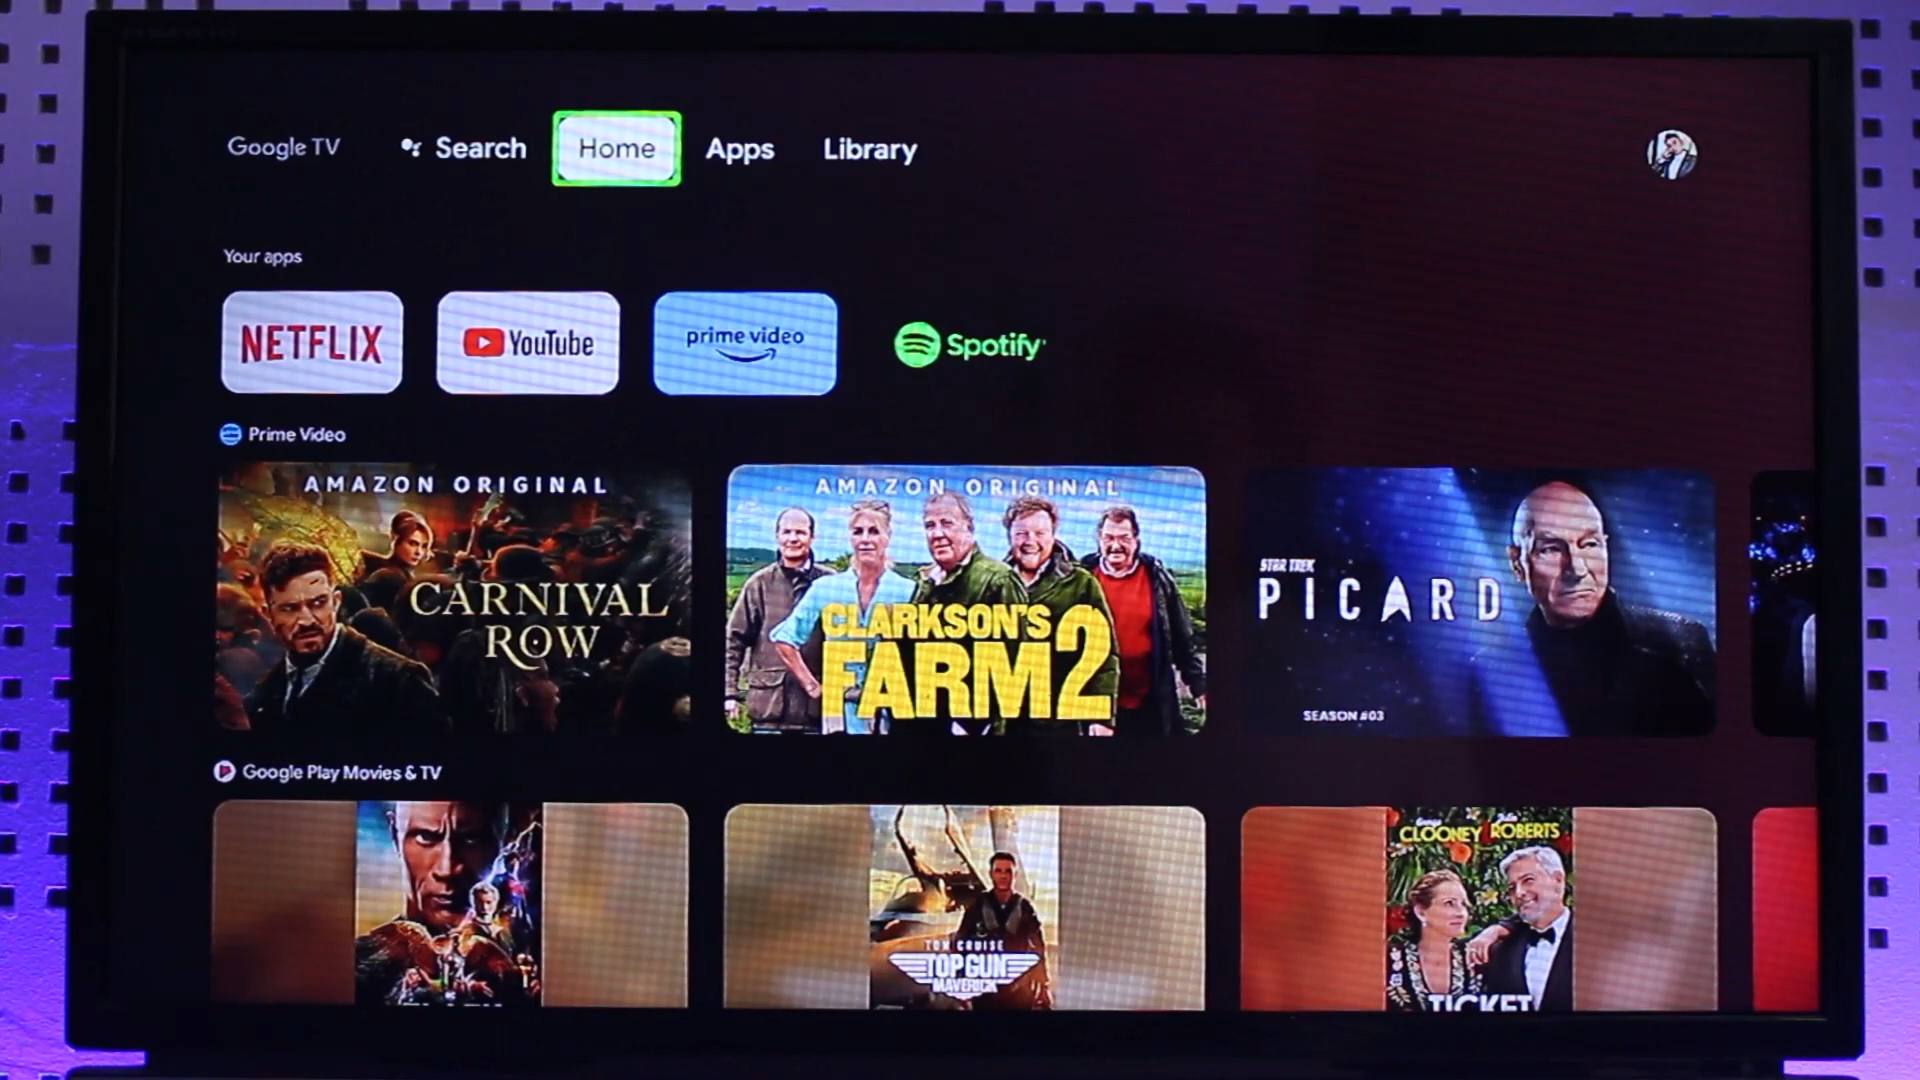 Google TV
Search
Home
Apps
Library
Your apps
NETFLIX
YouTube
prime video
Spotify
Prime Video
AMAZON ORIGINAL
CARNIVAL
ROW
AMAZON ORIGINAL
CLARKSON'S
FARM 2
STAR TREK
PICARD
SEASON #03
Google Play Movies & TV
TOM CRUISE
TOP GUN
MAVERICK
George Julia
CLOONEY ROBERTS
TICKET